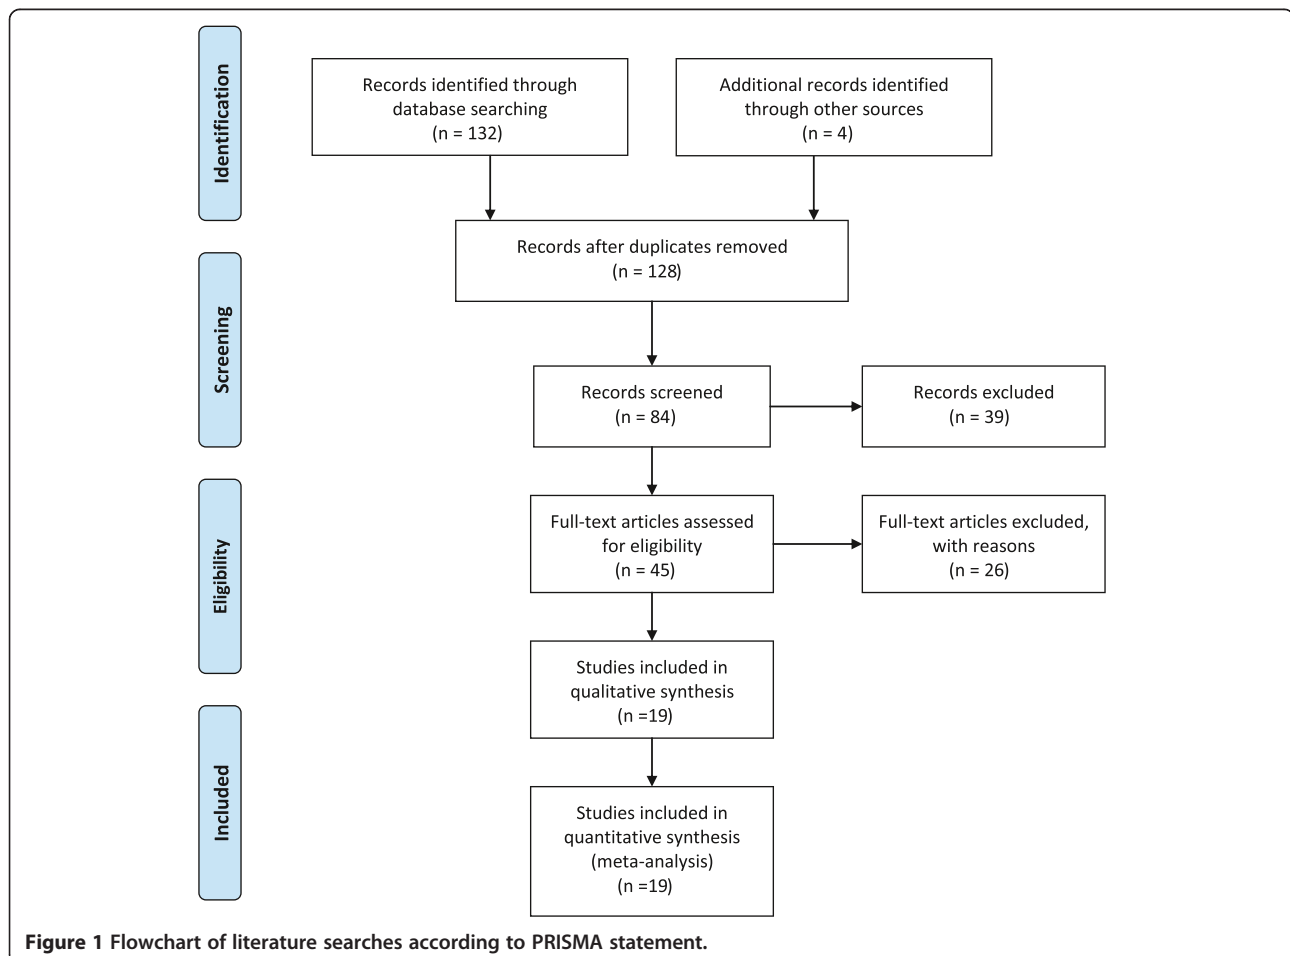 Identification
Records identified through
database searching
(n = 132)
Additional records identified
through other sources
(n = 4)
Records after duplicates removed
(n = 128)
Screening
Records screened
(n = 84)
Records excluded
(n = 39)
Eligibility
Full-text articles assessed
for eligibility
(n = 45)
Full-text articles excluded,
with reasons
(n = 26)
Studies included in
qualitative synthesis
(n =19)
Included
Studies included in
quantitative synthesis
(meta-analysis)
(n =19)
Figure 1 Flowchart of literature searches according to PRISMA statement.